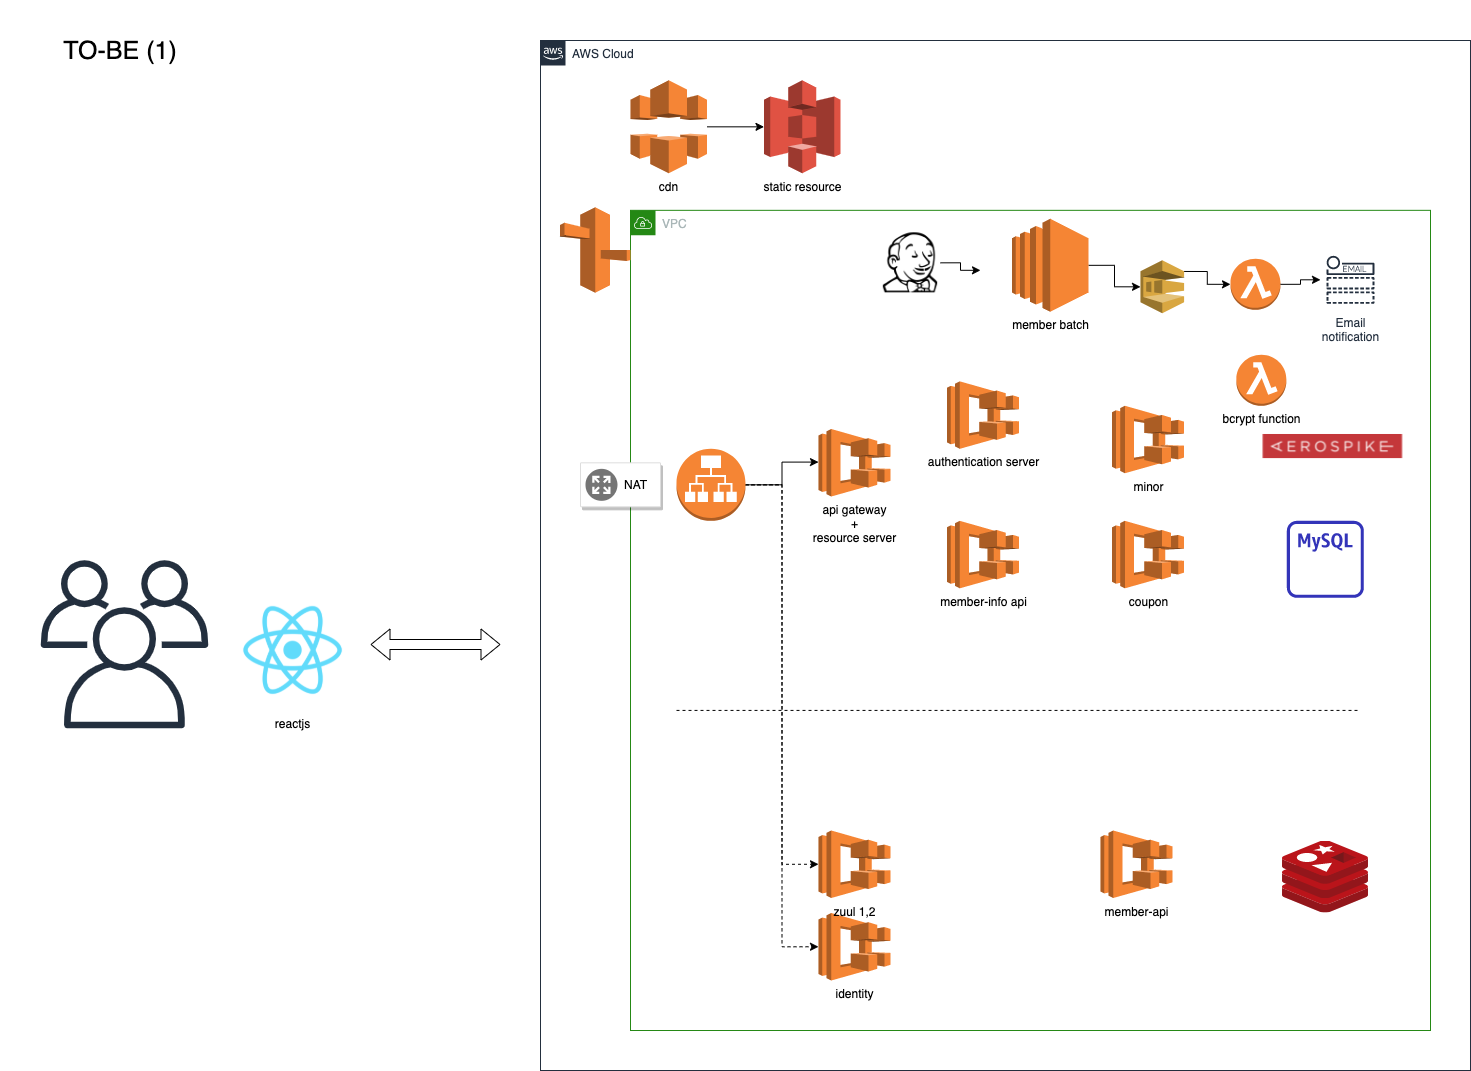 TO-BE (1)
aws
AWS Cloud
cdn
static resource
VPC
EMAIL
member batch
Email
notification
bcrypt function
AEROSPIKE
authentication server
minor
NAT
api gateway
+
resource server
MySQL
member-info api
coupon
reactjs
zuul 1,2
member-api
identity